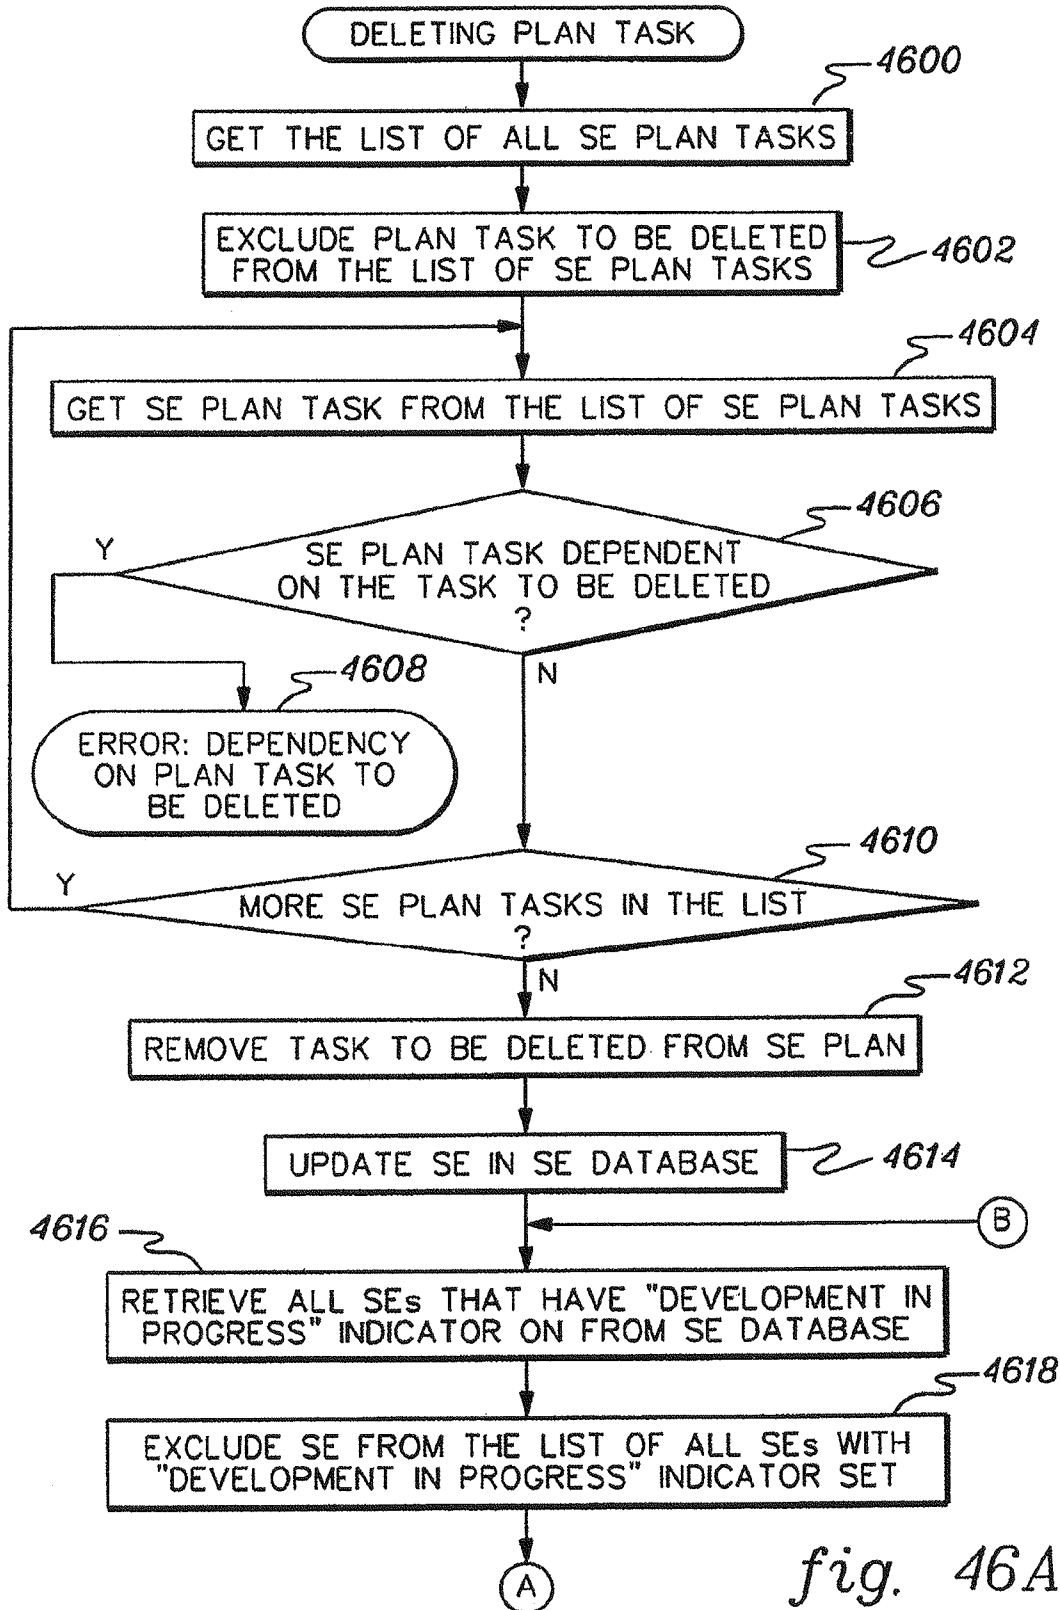 DELETING PLAN TASK
4600
GET THE LIST OF ALL SE PLAN TASKS
EXCLUDE PLAN TASK TO BE DELETED
FROM THE LIST OF SE PLAN TASKS
4602
4604
GET SE PLAN TASK FROM THE LIST OF SE PLAN TASKS
4606
Y
SE PLAN TASK DEPENDENT
ON THE TASK TO BE DELETED
?
N
4608
ERROR: DEPENDENCY
ON PLAN TASK TO
BE DELETED
4610
Y
MORE SE PLAN TASKS IN THE LIST
?
N
4612
REMOVE TASK TO BE DELETED FROM SE PLAN
UPDATE SE IN SE DATABASE
4614
B
4616
RETRIEVE ALL SEs THAT HAVE "DEVELOPMENT IN
PROGRESS" INDICATOR ON FROM SE DATABASE
4618
EXCLUDE SE FROM THE LIST OF ALL SEs WITH
"DEVELOPMENT IN PROGRESS" INDICATOR SET
A
fig. 46A